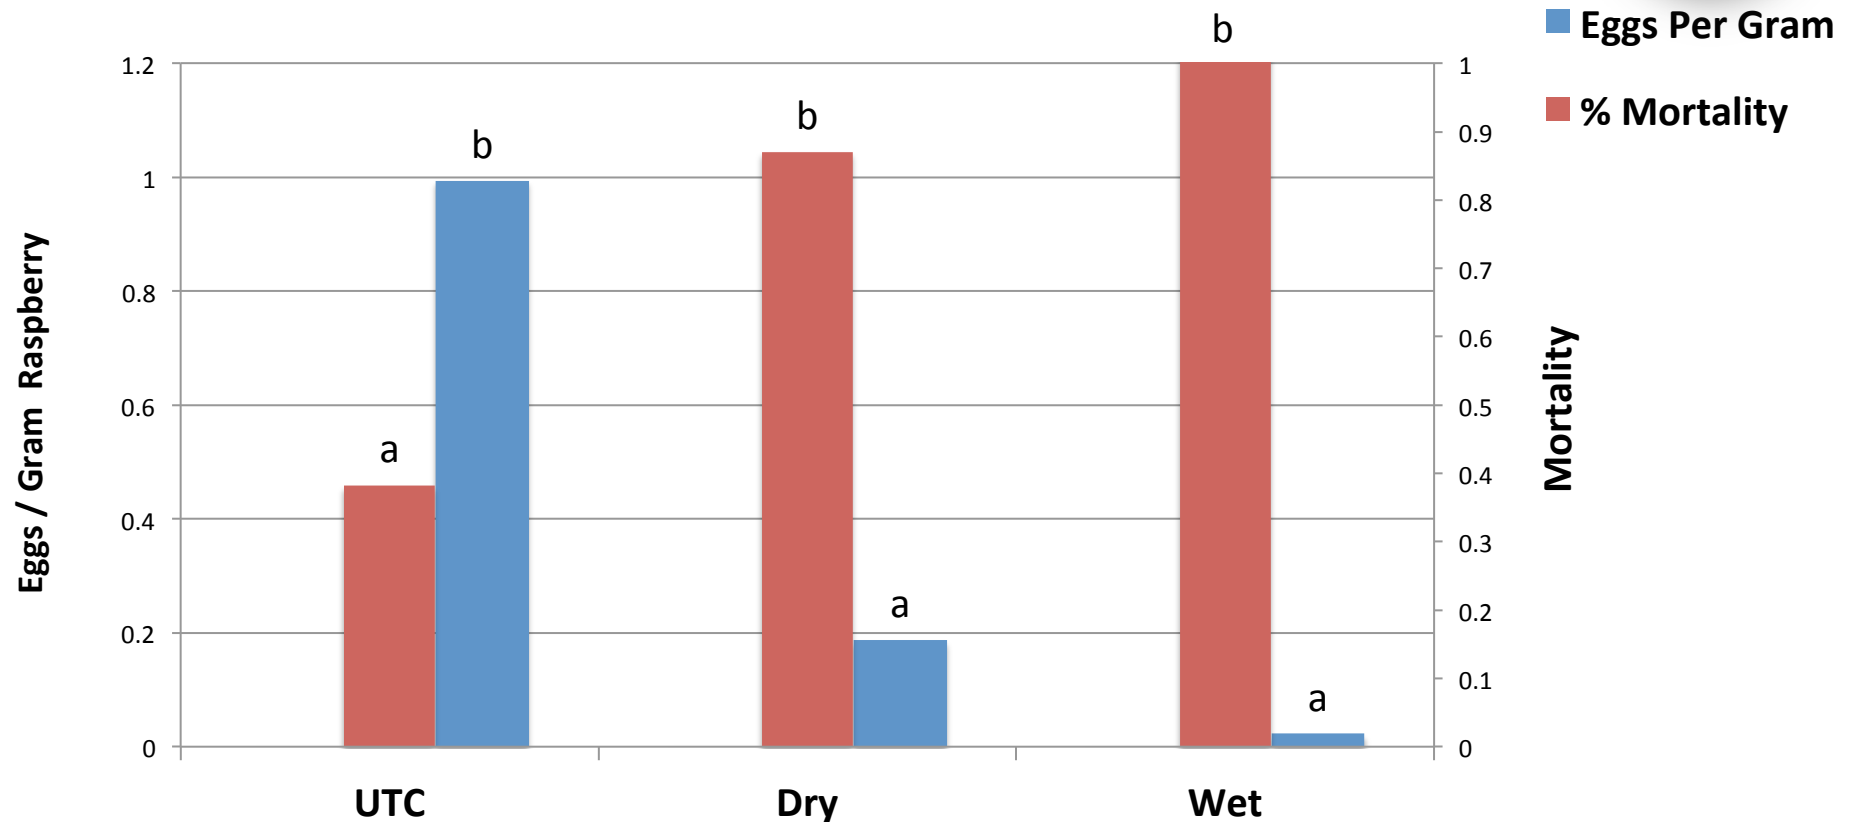 Eggs Per Gram
% Mortality
Eggs / Gram Raspberry
1.2
1
0.8
0.6
0.4
0.2
0
a
b
b
a
b
a
1
0.9
0.8
0.7
0.6
0.5
0.4
0.3
0.2
0.1
0
Mortality
UTC
Dry
Wet